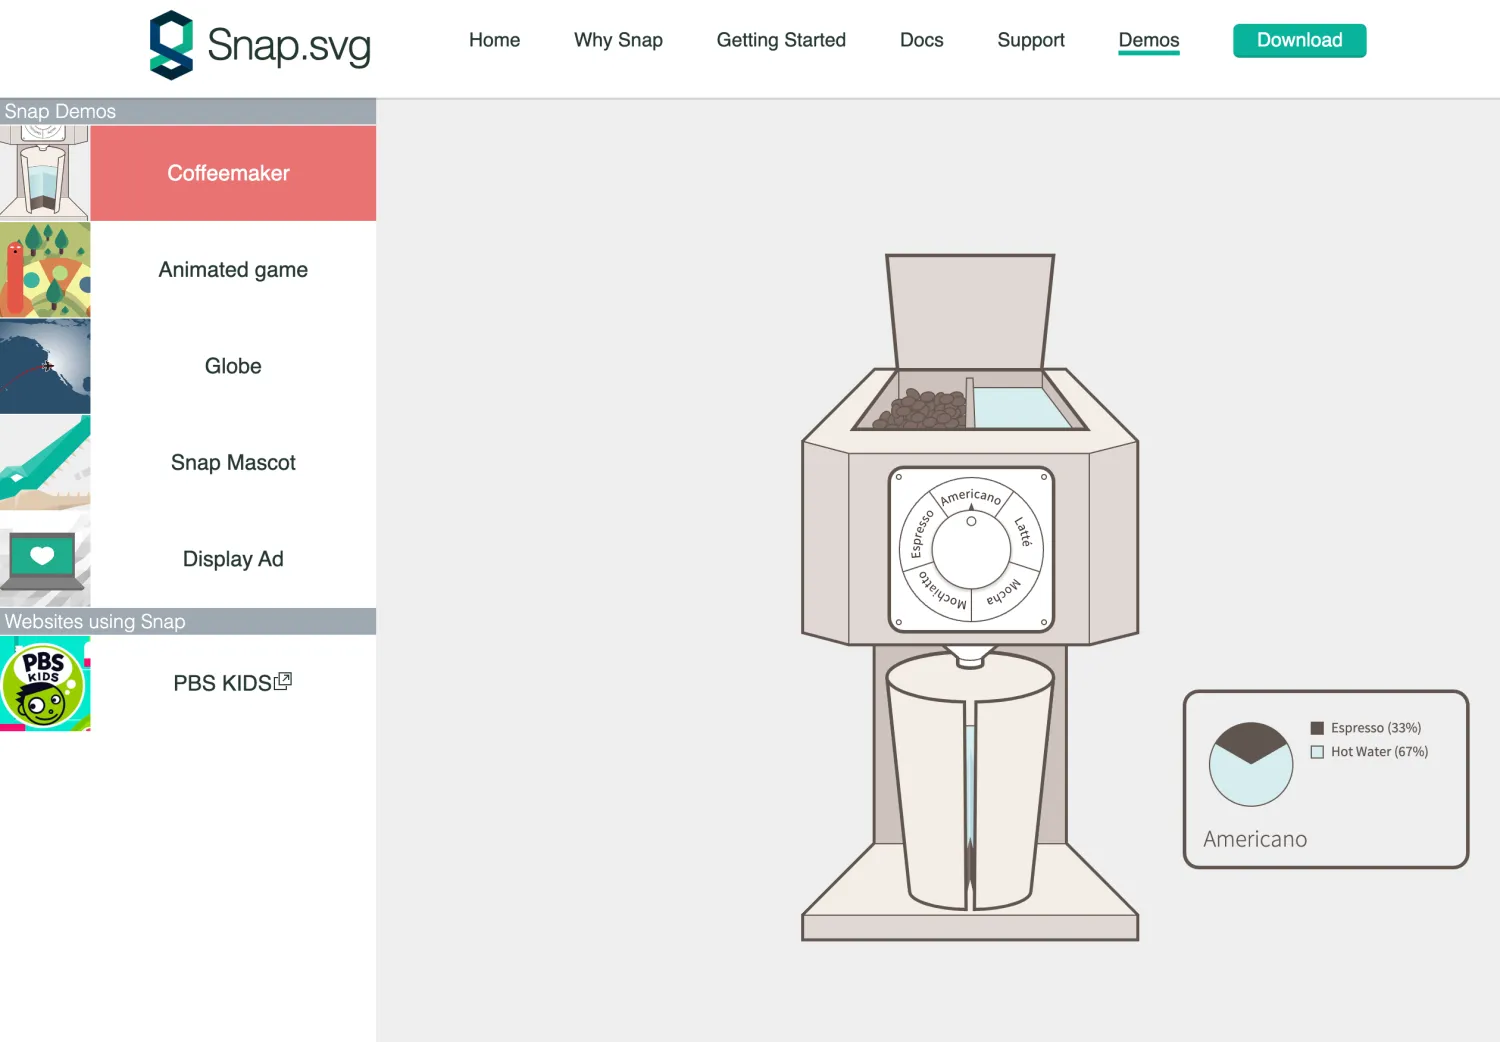 Snap.svg
Home
Why Snap
Getting Started
Docs
Support
Demos
Download
Snap Demos
Coffeemaker
Animated game
Globe
Snap Mascot
Display Ad
Websites using Snap
PBS KIDS
PBS KIDS
Americano
Latté
Mocha
Mochiatto
Espresso
Espresso (33%)
Hot Water (67%)
Americano